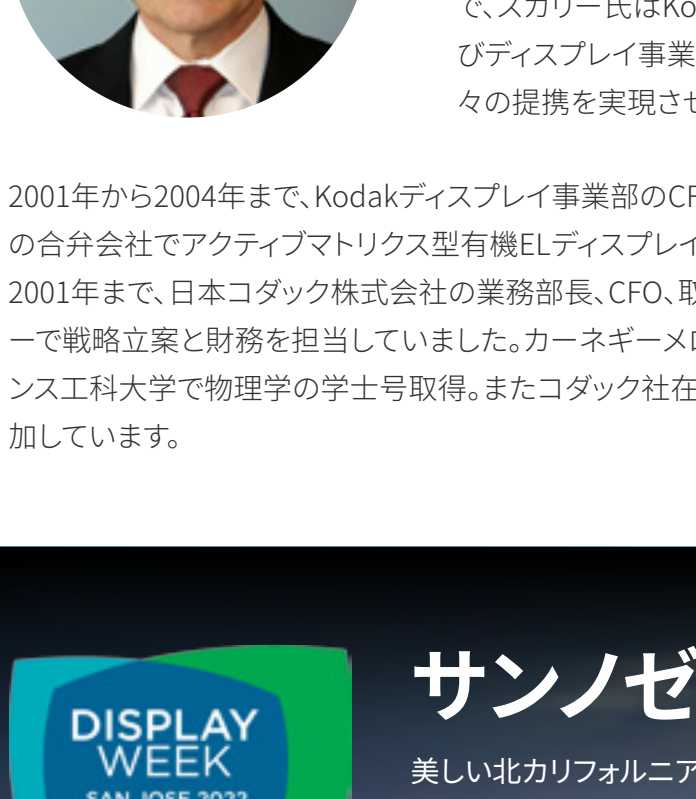 で、スカリー氏はKo
びディスプレイ事業
々の提携を実現させ
2001年から2004年まで、Kodakディスプレイ事業部のCF
の合弁会社でアクティブマトリクス型有機ELディスプレイ
2001年まで、日本コダック株式会社の業務部長、CFO、取
ーで戦略立案と財務を担当していました。カーネギーメロ
ンス工科大学で物理学の学士号取得。またコダック社在
加しています。
サンノゼ
DISPLAY
WEEK
SAN JOSE 2022
美しい北カリフォルニア